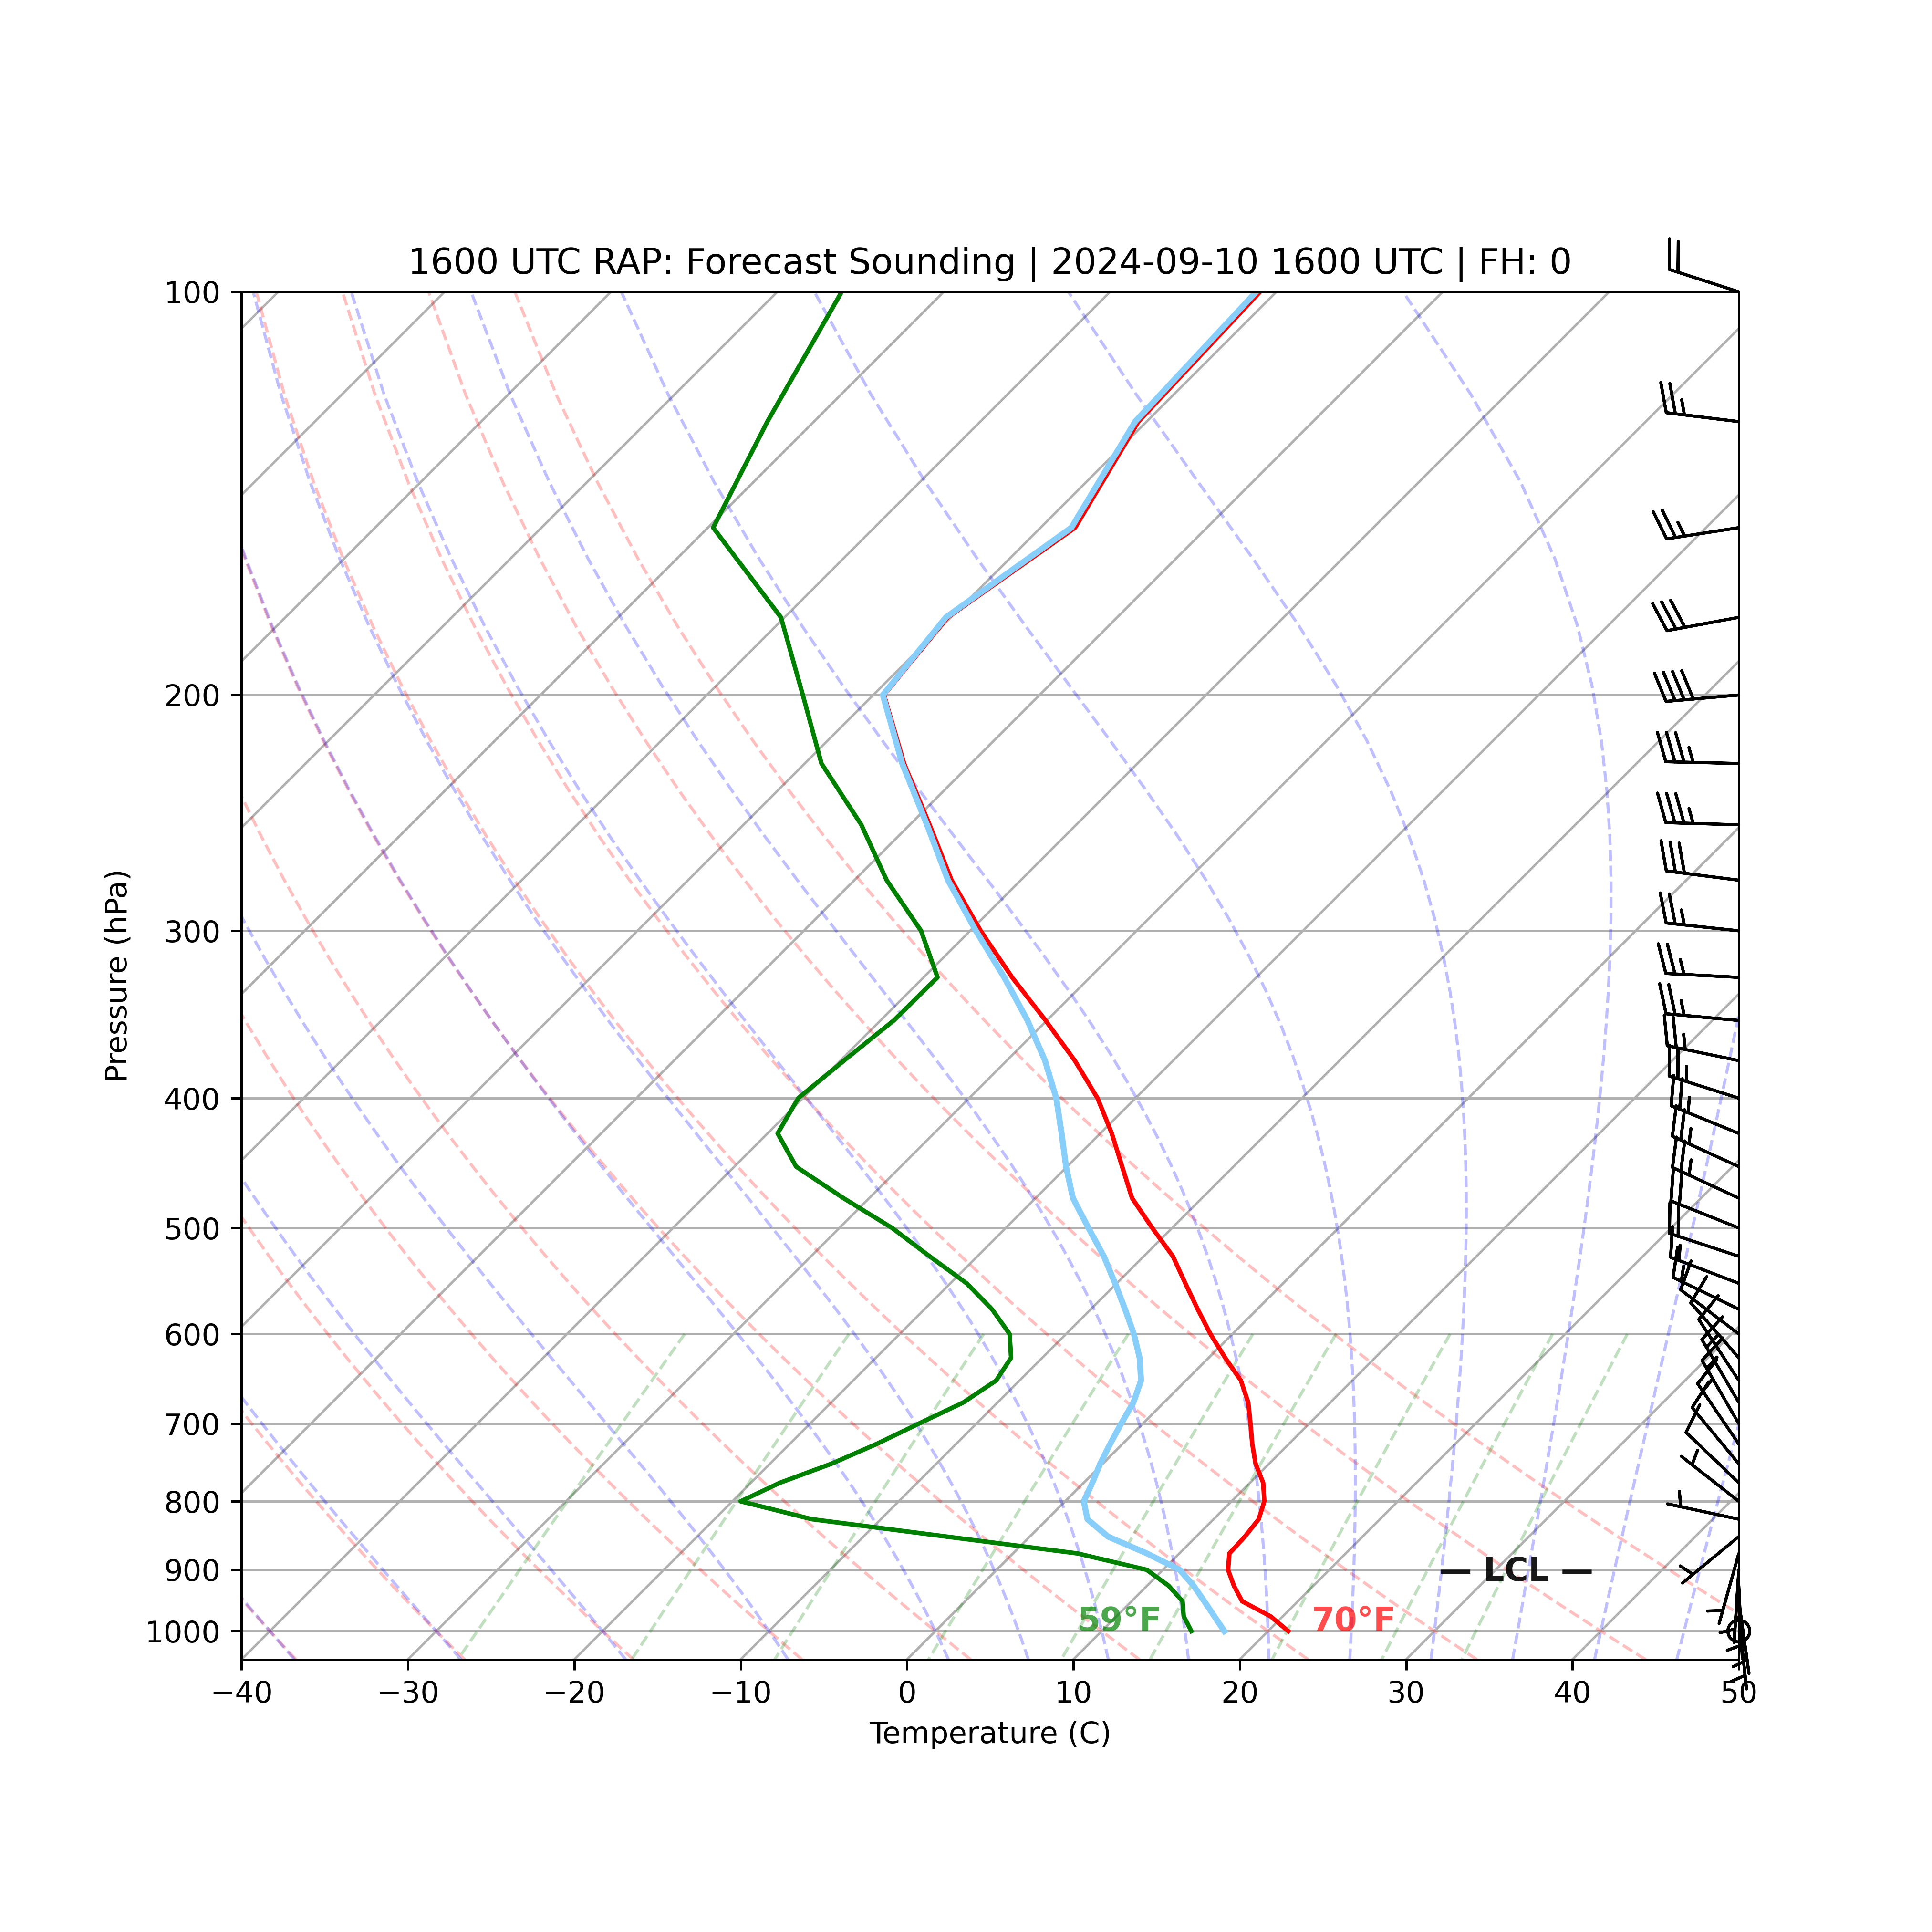 1600 UTC RAP: Forecast Sounding | 2024-09-10 1600 UTC | FH: 0
100
200
300
400
500
600
700
800
900
1000
Pressure (hPa)
— LCL —
59°F
70°F
−40 −30 −20 −10 0 10 20 30 40 50
Temperature (C)